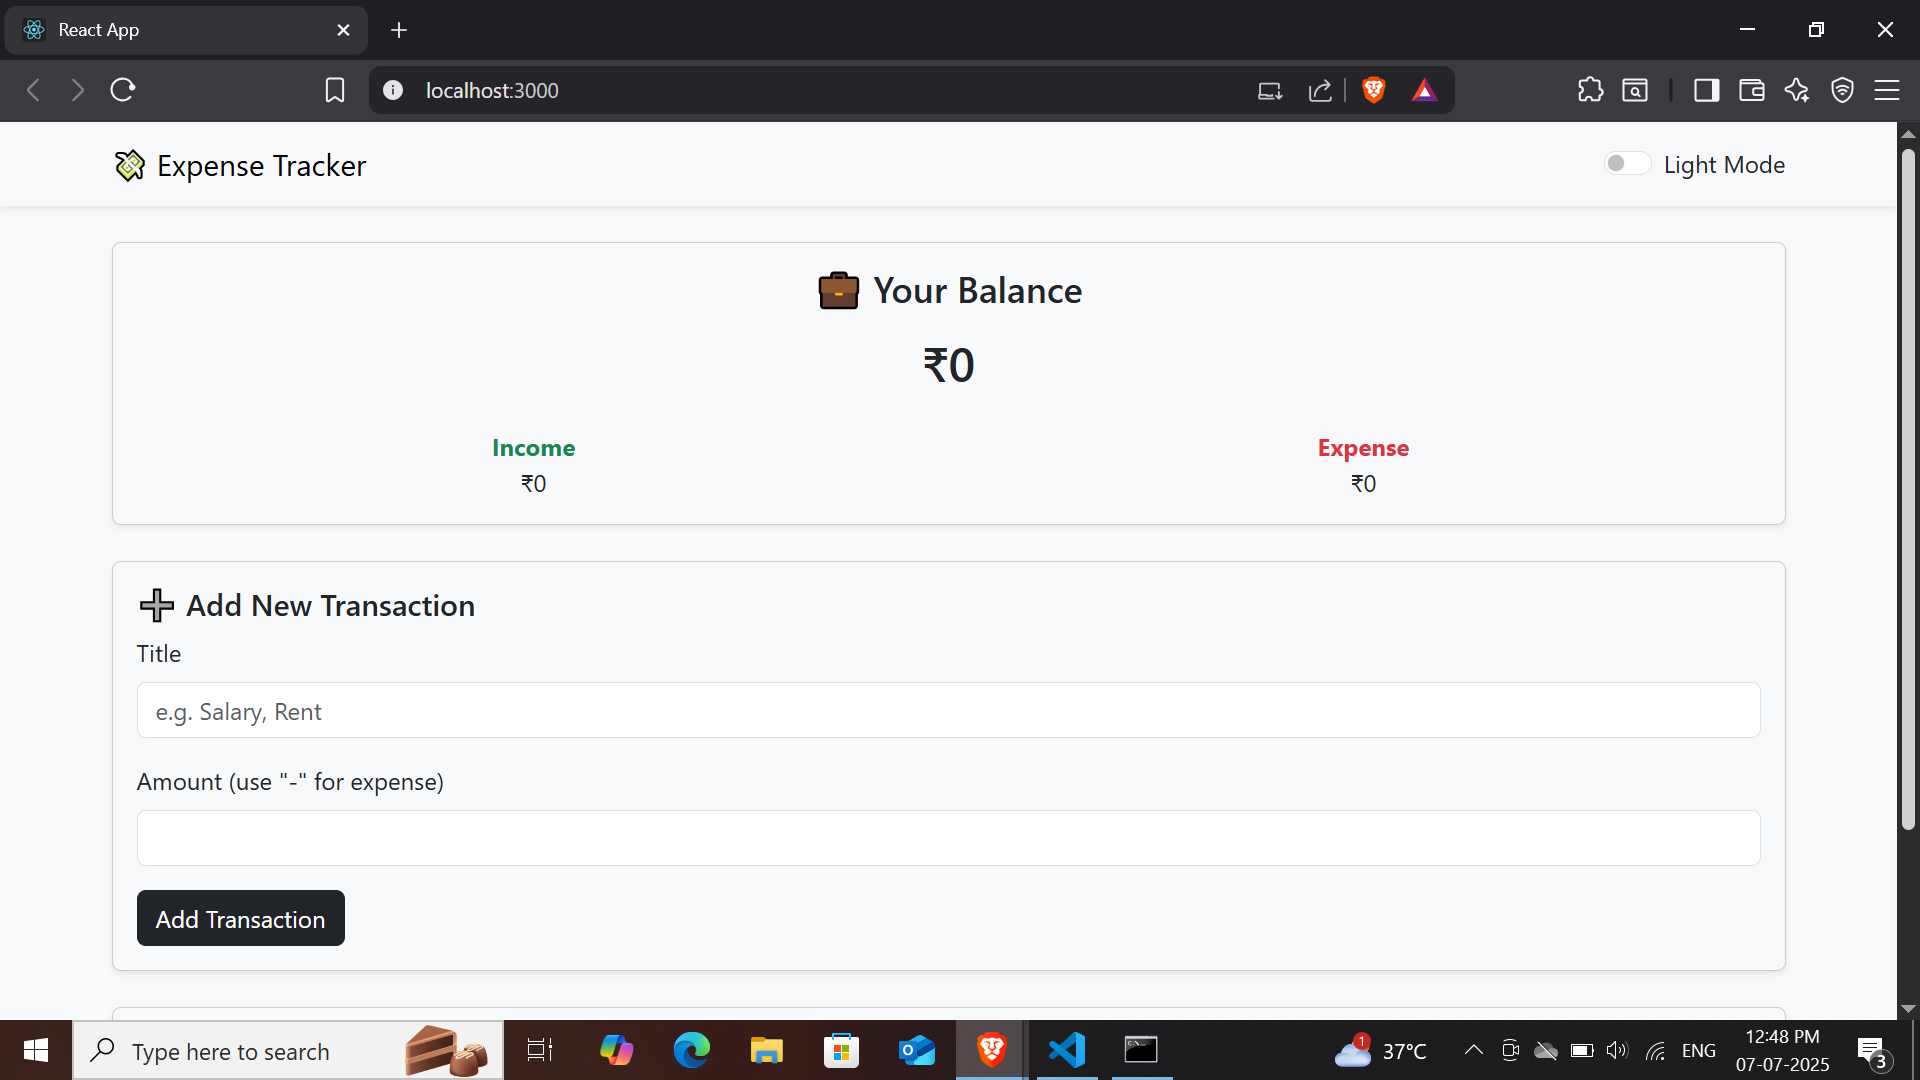 React App
localhost:3000
Expense Tracker
Light Mode
Your Balance
₹0
Income
Expense
₹0
₹0
Add New Transaction
Title
e.g. Salary, Rent
Amount (use "-" for expense)
Add Transaction
Type here to search
1
37°C
ENG
12:48 PM
07-07-2025
3